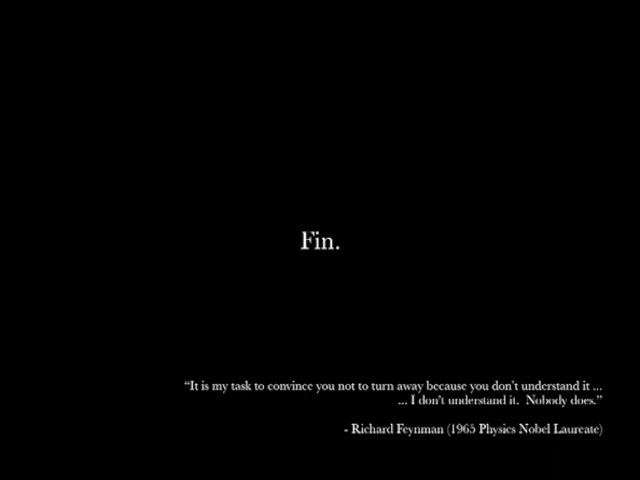 Fin.
“It is my task to convince you not to turn away because you don't understand it ...
... I don't understand it.  Nobody does.”
- Richard Feynman (1965 Physics Nobel Laureate)